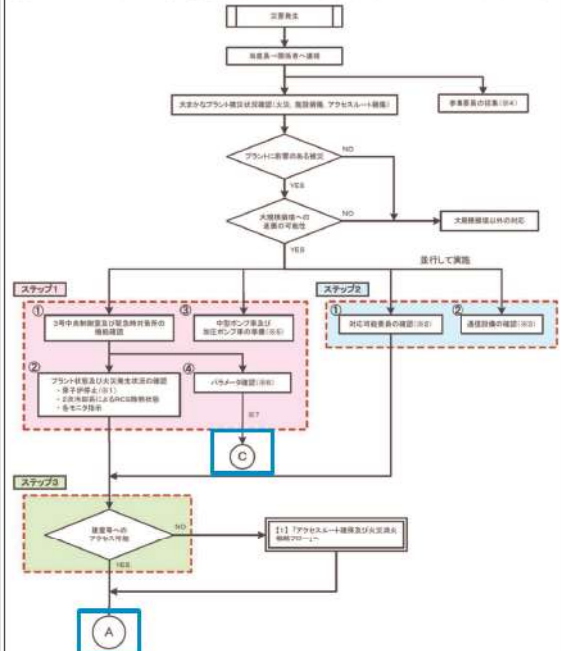 災害発生
当直長→関係者へ連絡
大まかなプラント被災状況確認(火災, 施設損傷, アクセスルート損傷)
参集要員の招集(※4)
プラントに影響のある被災
NO
YES
大規模損壊への
進展の可能性
NO
大規模損壊以外の対応
YES
並行して実施
ステップ1
ステップ2
①
3号中央制御室及び緊急時対策所の
機能確認
③
中型ポンプ車及び
加圧ポンプ車の準備(※5)
①
対応可能要員の確認(※2)
②
通信設備の確認(※3)
②
プラント状態及び火災発生状況の確認
・原子炉停止(※1)
・2次冷却系によるRCS除熱状態
・各モニタ指示
④
パラメータ確認(※6)
※7
C
ステップ3
建屋等への
アクセス可能
NO
【1】「アクセスルート確保及び火災消火
フロー」へ
YES
A